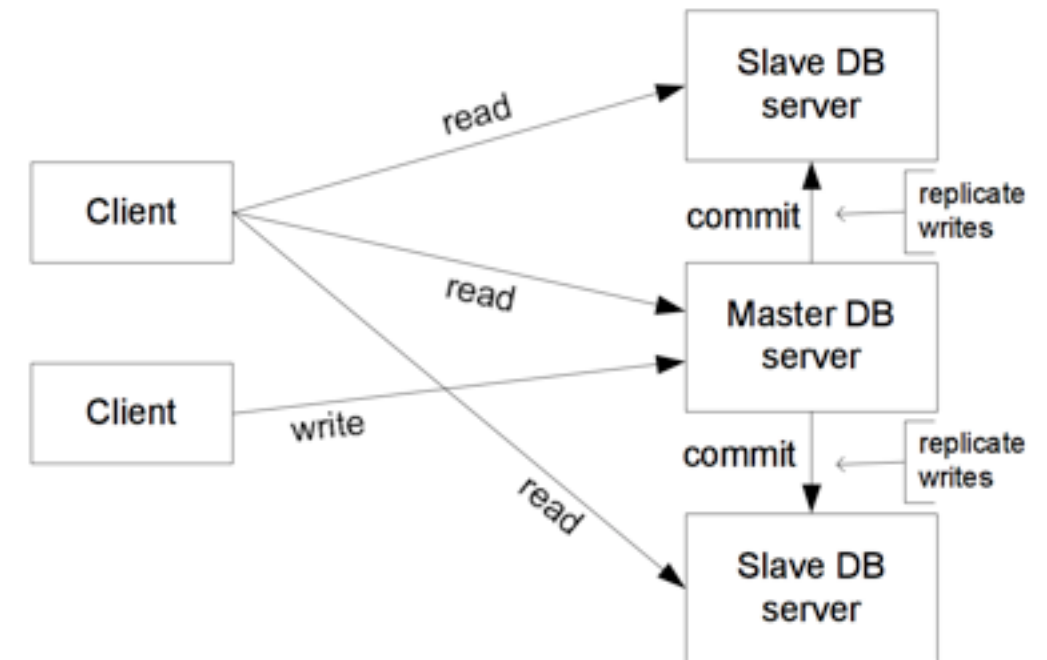 Slave DB
server
read
Client
replicate
writes
commit
read
Master DB
server
Client
write
replicate
writes
commit
read
Slave DB
server